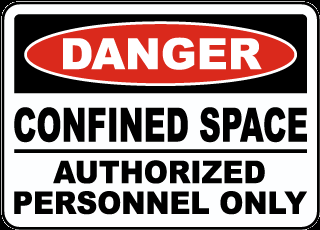 DANGER
CONFINED SPACE
AUTHORIZED
PERSONNEL ONLY